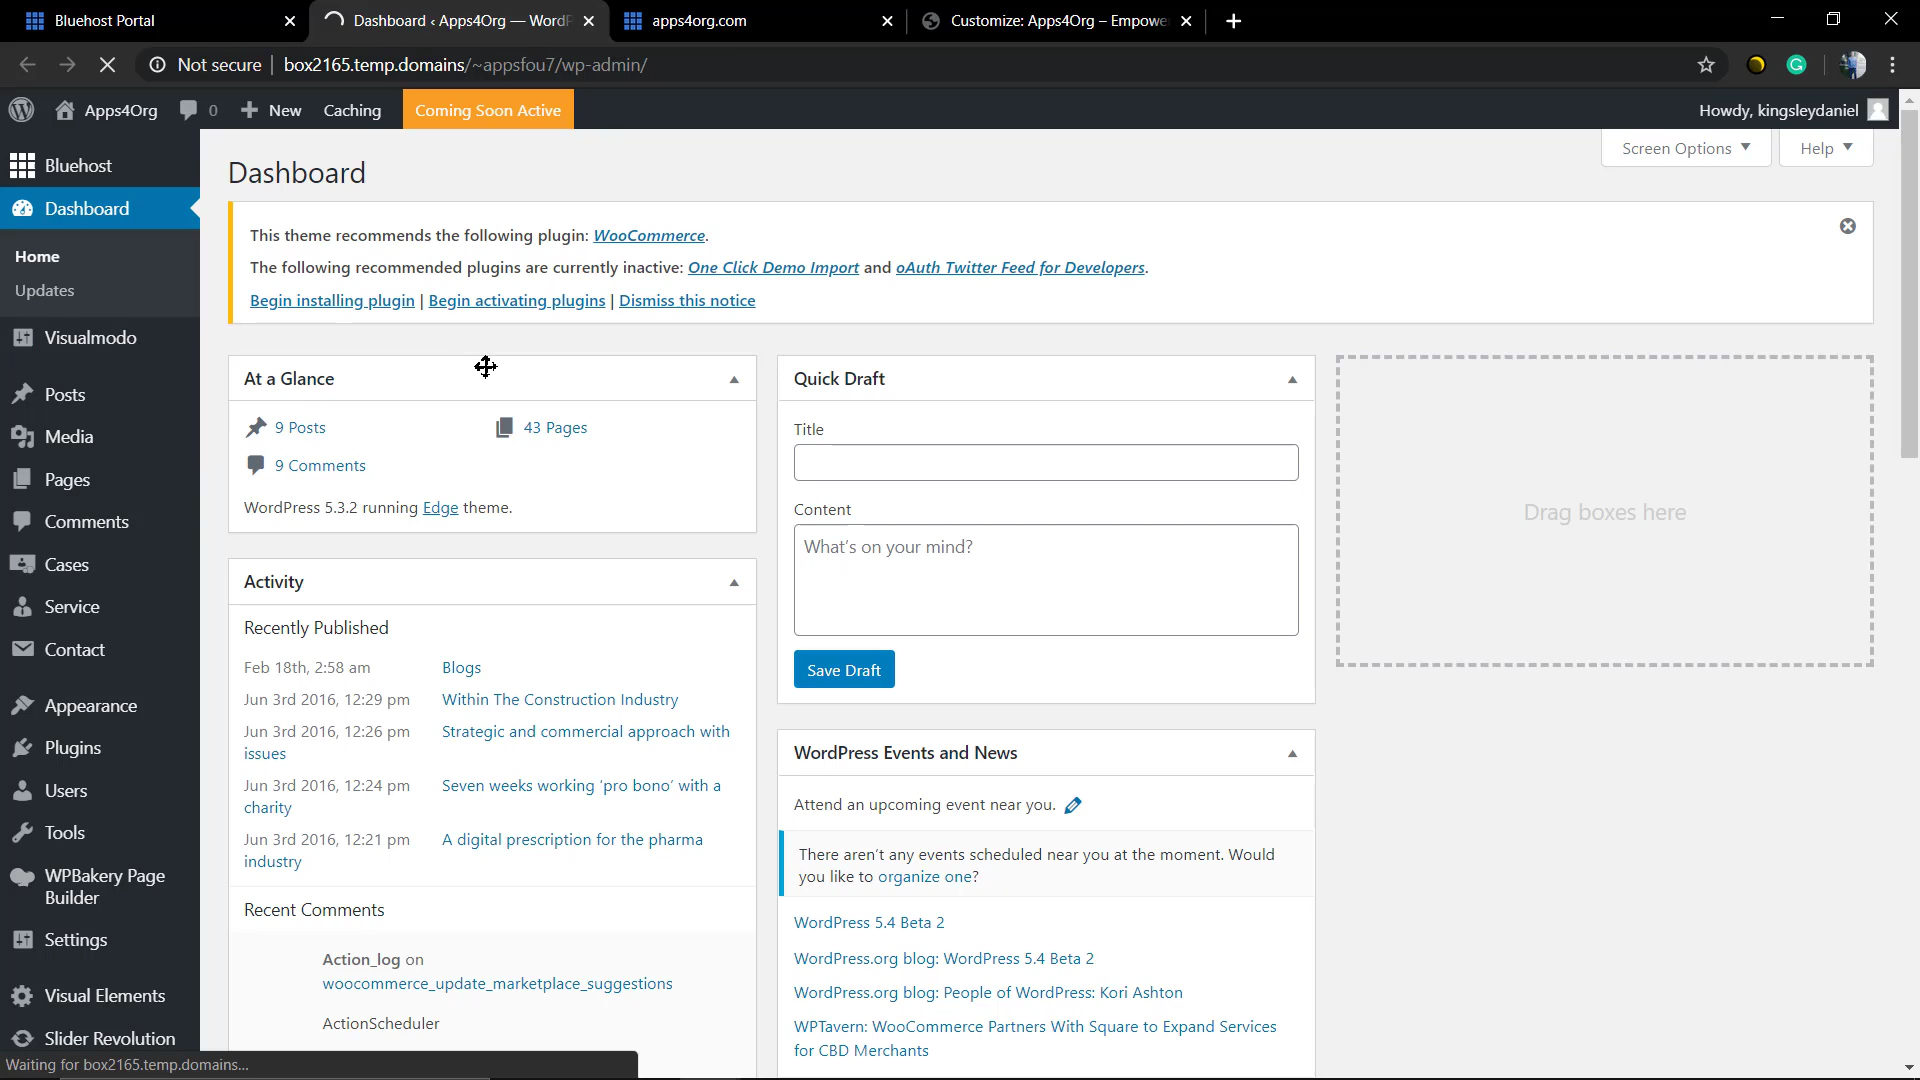 Bluehost Portal
Dashboard ‹ Apps4Org — WordP
apps4org.com
Customize: Apps4Org – Empowe
Not secure
box2165.temp.domains/~appsfou7/wp-admin/
Apps4Org
0
New
Caching
Coming Soon Active
Howdy, kingsleydaniel
Bluehost
Dashboard
Home
Updates
Visualmodo
Posts
Media
Pages
Comments
Cases
Service
Contact
Appearance
Plugins
Users
Tools
WPBakery Page
Builder
Settings
Visual Elements
Slider Revolution
Screen Options
Help
Dashboard
This theme recommends the following plugin: WooCommerce.
The following recommended plugins are currently inactive: One Click Demo Import and oAuth Twitter Feed for Developers.
Begin installing plugin | Begin activating plugins | Dismiss this notice
At a Glance
9 Posts
43 Pages
9 Comments
WordPress 5.3.2 running Edge theme.
Activity
Recently Published
Feb 18th, 2:58 am Blogs
Jun 3rd 2016, 12:29 pm Within The Construction Industry
Jun 3rd 2016, 12:26 pm Strategic and commercial approach with
issues
Jun 3rd 2016, 12:24 pm Seven weeks working ‘pro bono’ with a
charity
Jun 3rd 2016, 12:21 pm A digital prescription for the pharma
industry
Recent Comments
Action_log on
woocommerce_update_marketplace_suggestions
ActionScheduler
Quick Draft
Title
Content
What’s on your mind?
Save Draft
WordPress Events and News
Attend an upcoming event near you.
There aren’t any events scheduled near you at the moment. Would
you like to organize one?
WordPress 5.4 Beta 2
WordPress.org blog: WordPress 5.4 Beta 2
WordPress.org blog: People of WordPress: Kori Ashton
WPTavern: WooCommerce Partners With Square to Expand Services
for CBD Merchants
Drag boxes here
Waiting for box2165.temp.domains...